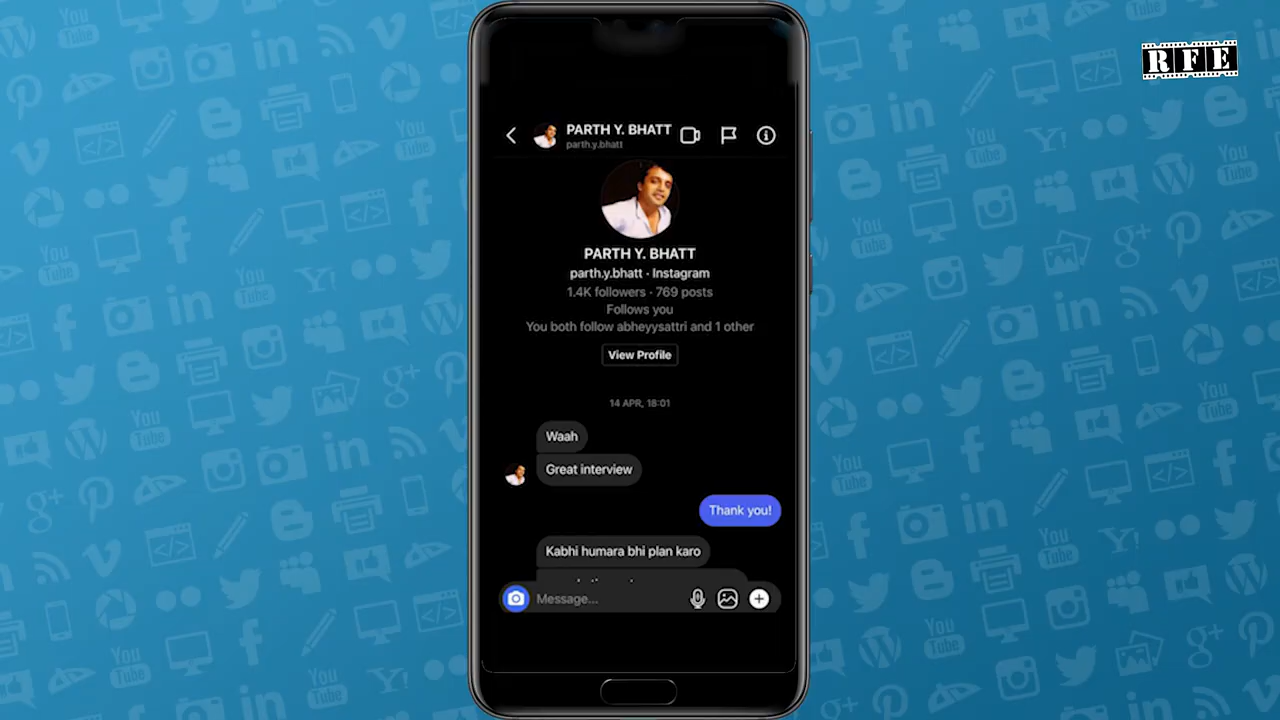 RFE
PARTH Y. BHATT
parth.y.bhatt
PARTH Y. BHATT
parth.y.bhatt · Instagram
1.4K followers · 769 posts
Follows you
You both follow abheyysattri and 1 other
View Profile
14 APR, 18:01
Waah
Great interview
Thank you!
Kabhi humara bhi plan karo
Message...